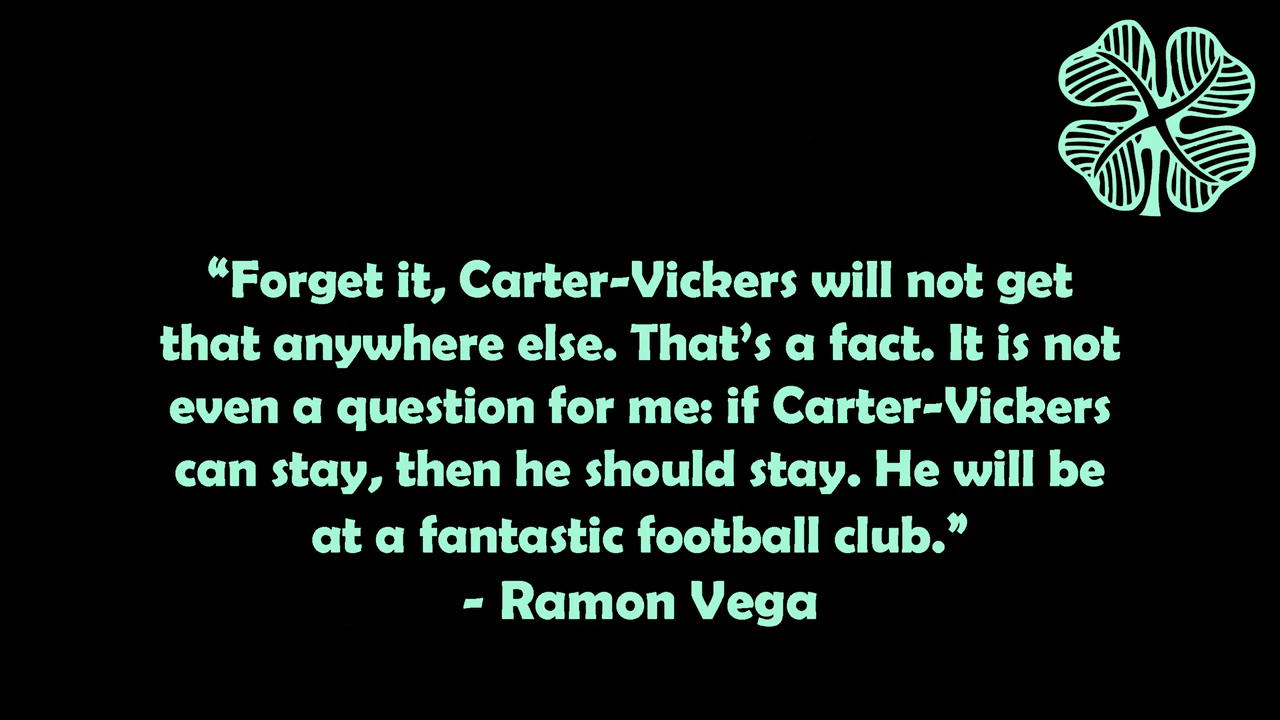 “Forget it, Carter-Vickers will not get
that anywhere else. That’s a fact. It is not
even a question for me: if Carter-Vickers
can stay, then he should stay. He will be
at a fantastic football club.”
- Ramon Vega